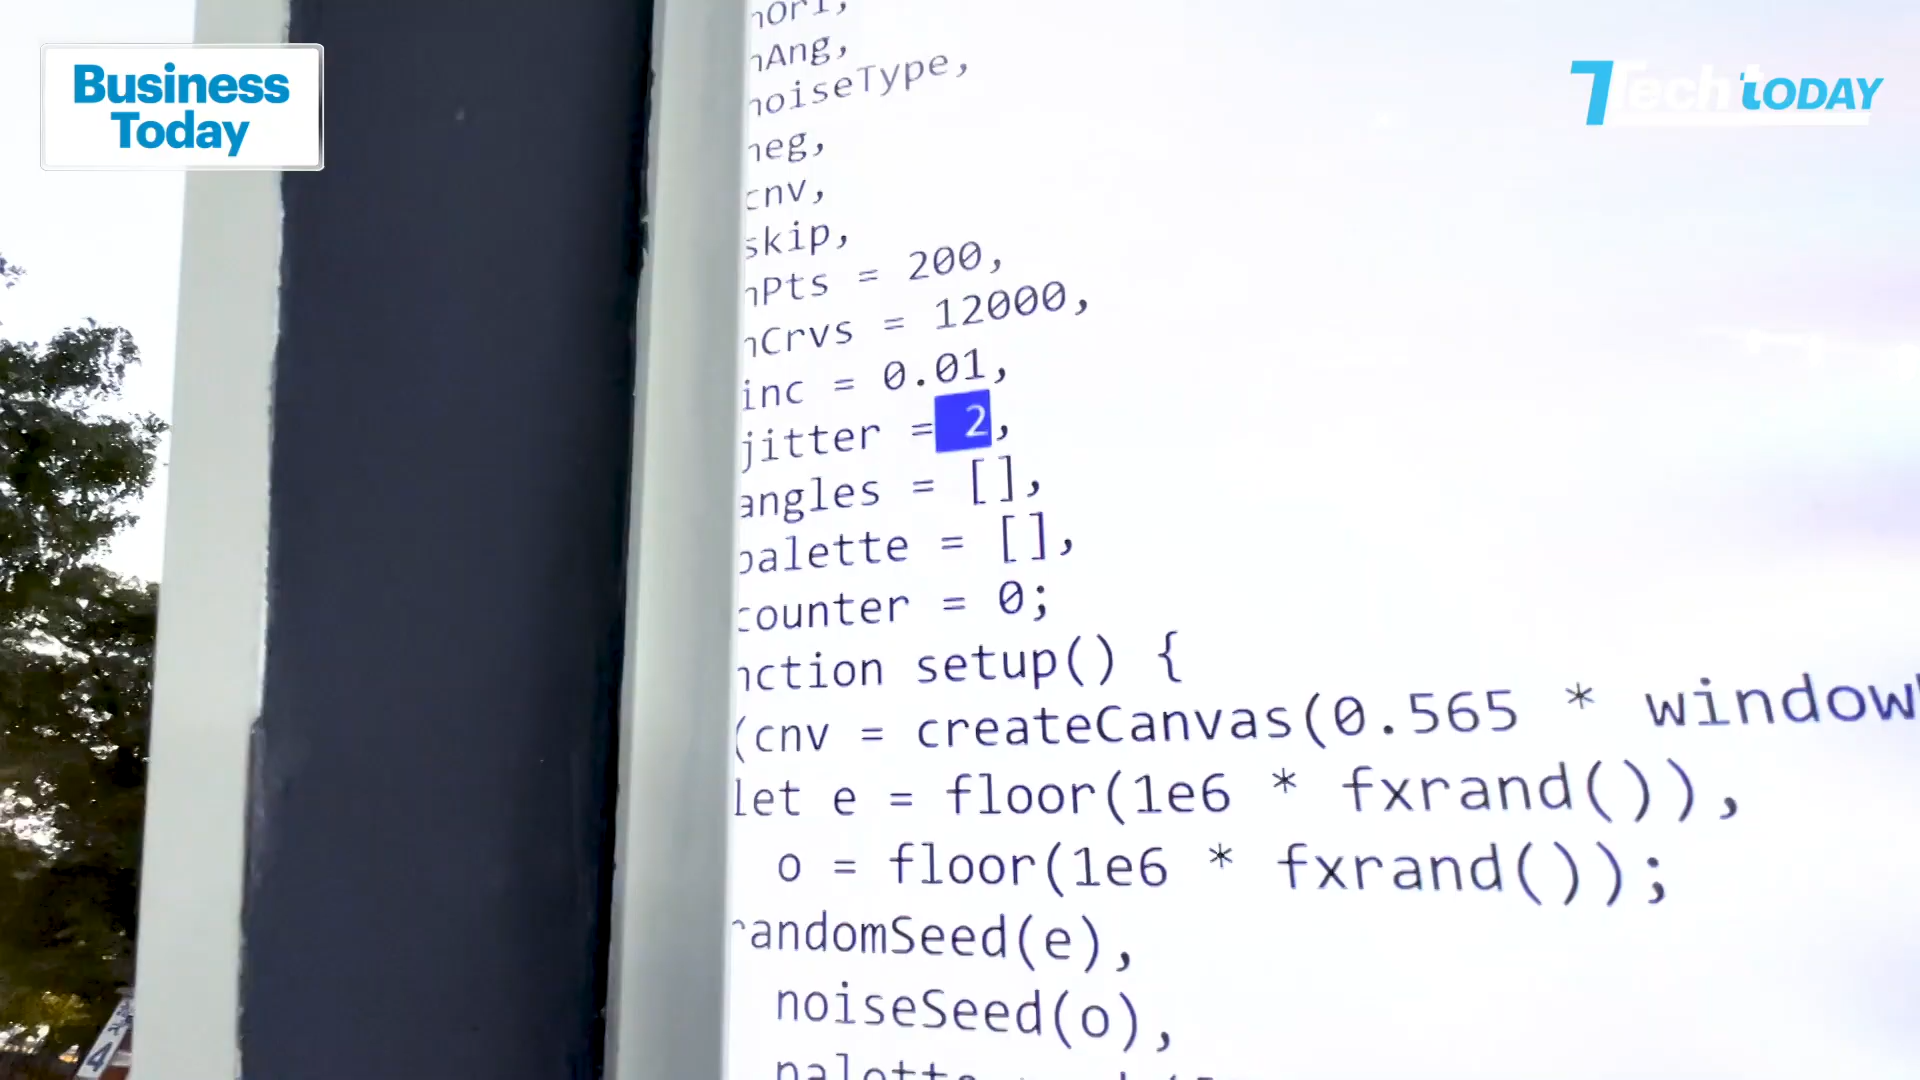 Business
Today
Tech tODAY
nAng,
noiseType,
neg,
cnv,
skip,
nPts = 200,
nCrvs = 12000,
inc = 0.01,
jitter = 2,
angles = [],
palette = [],
counter = 0;
nction setup() {
(cnv = createCanvas(0.565 * window
let e = floor(1e6 * fxrand()),
o = floor(1e6 * fxrand());
randomSeed(e),
noiseSeed(o),
4